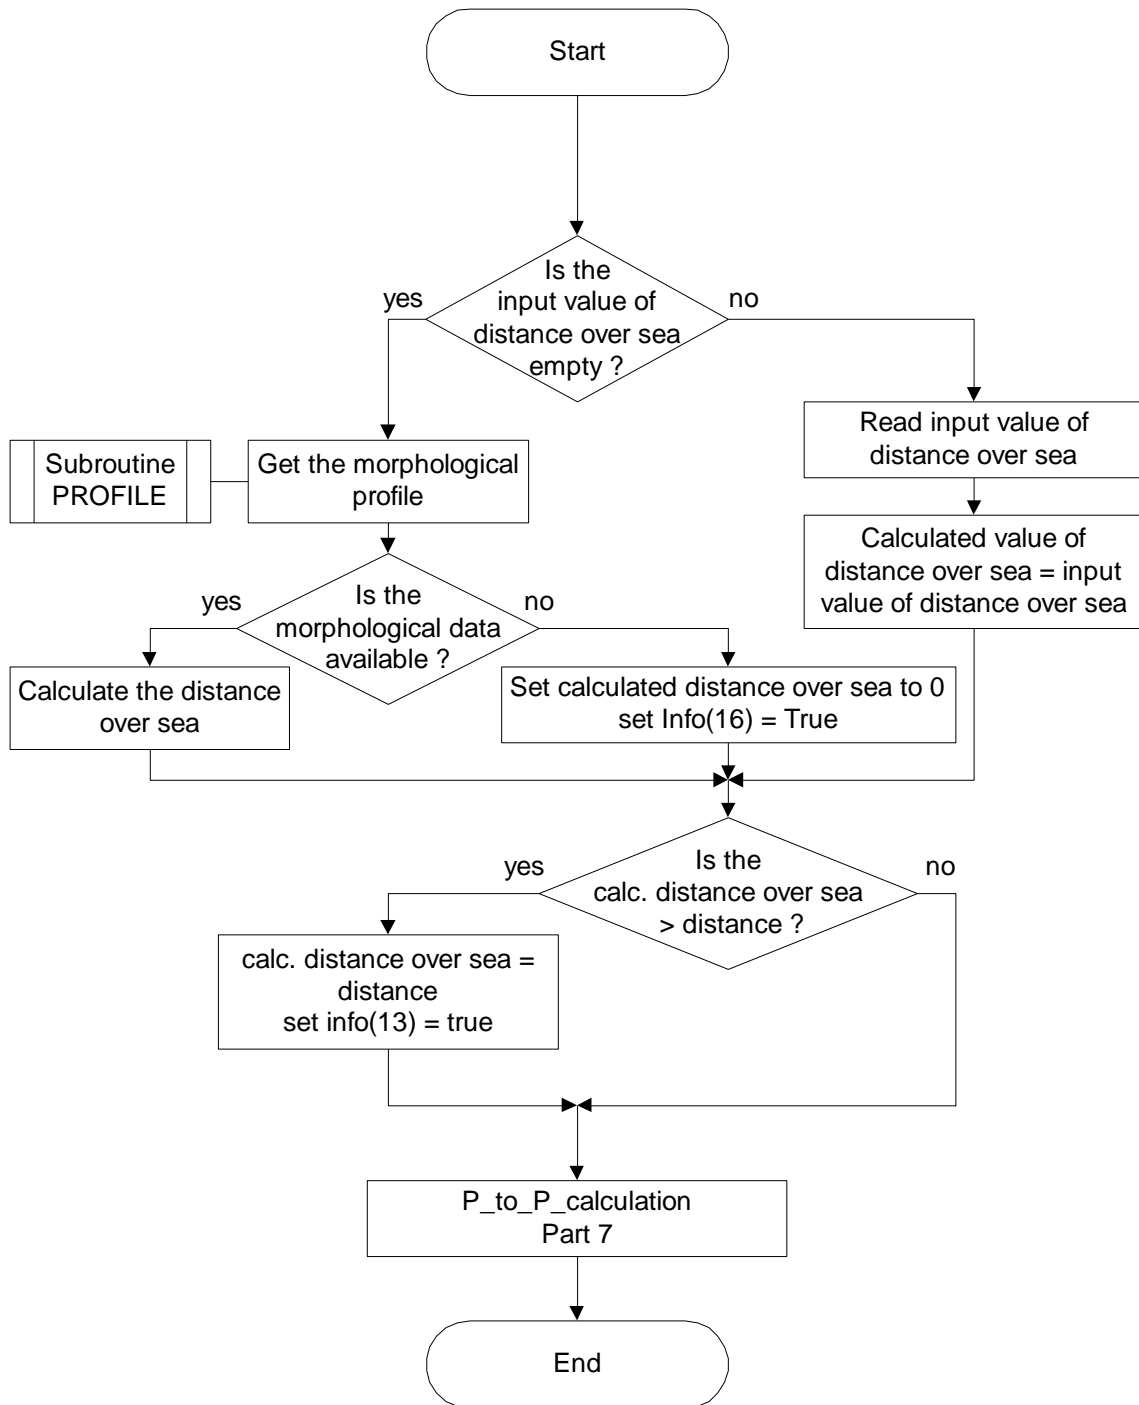 Start
Is the
input value of
distance over sea
empty ?
yes
no
Read input value of
distance over sea
Subroutine
PROFILE
Get the morphological
profile
Calculated value of
distance over sea = input
value of distance over sea
Is the
morphological data
available ?
yes
no
Calculate the distance
over sea
Set calculated distance over sea to 0
set Info(16) = True
Is the
calc. distance over sea
> distance ?
yes
no
calc. distance over sea =
distance
set info(13) = true
P_to_P_calculation
Part 7
End